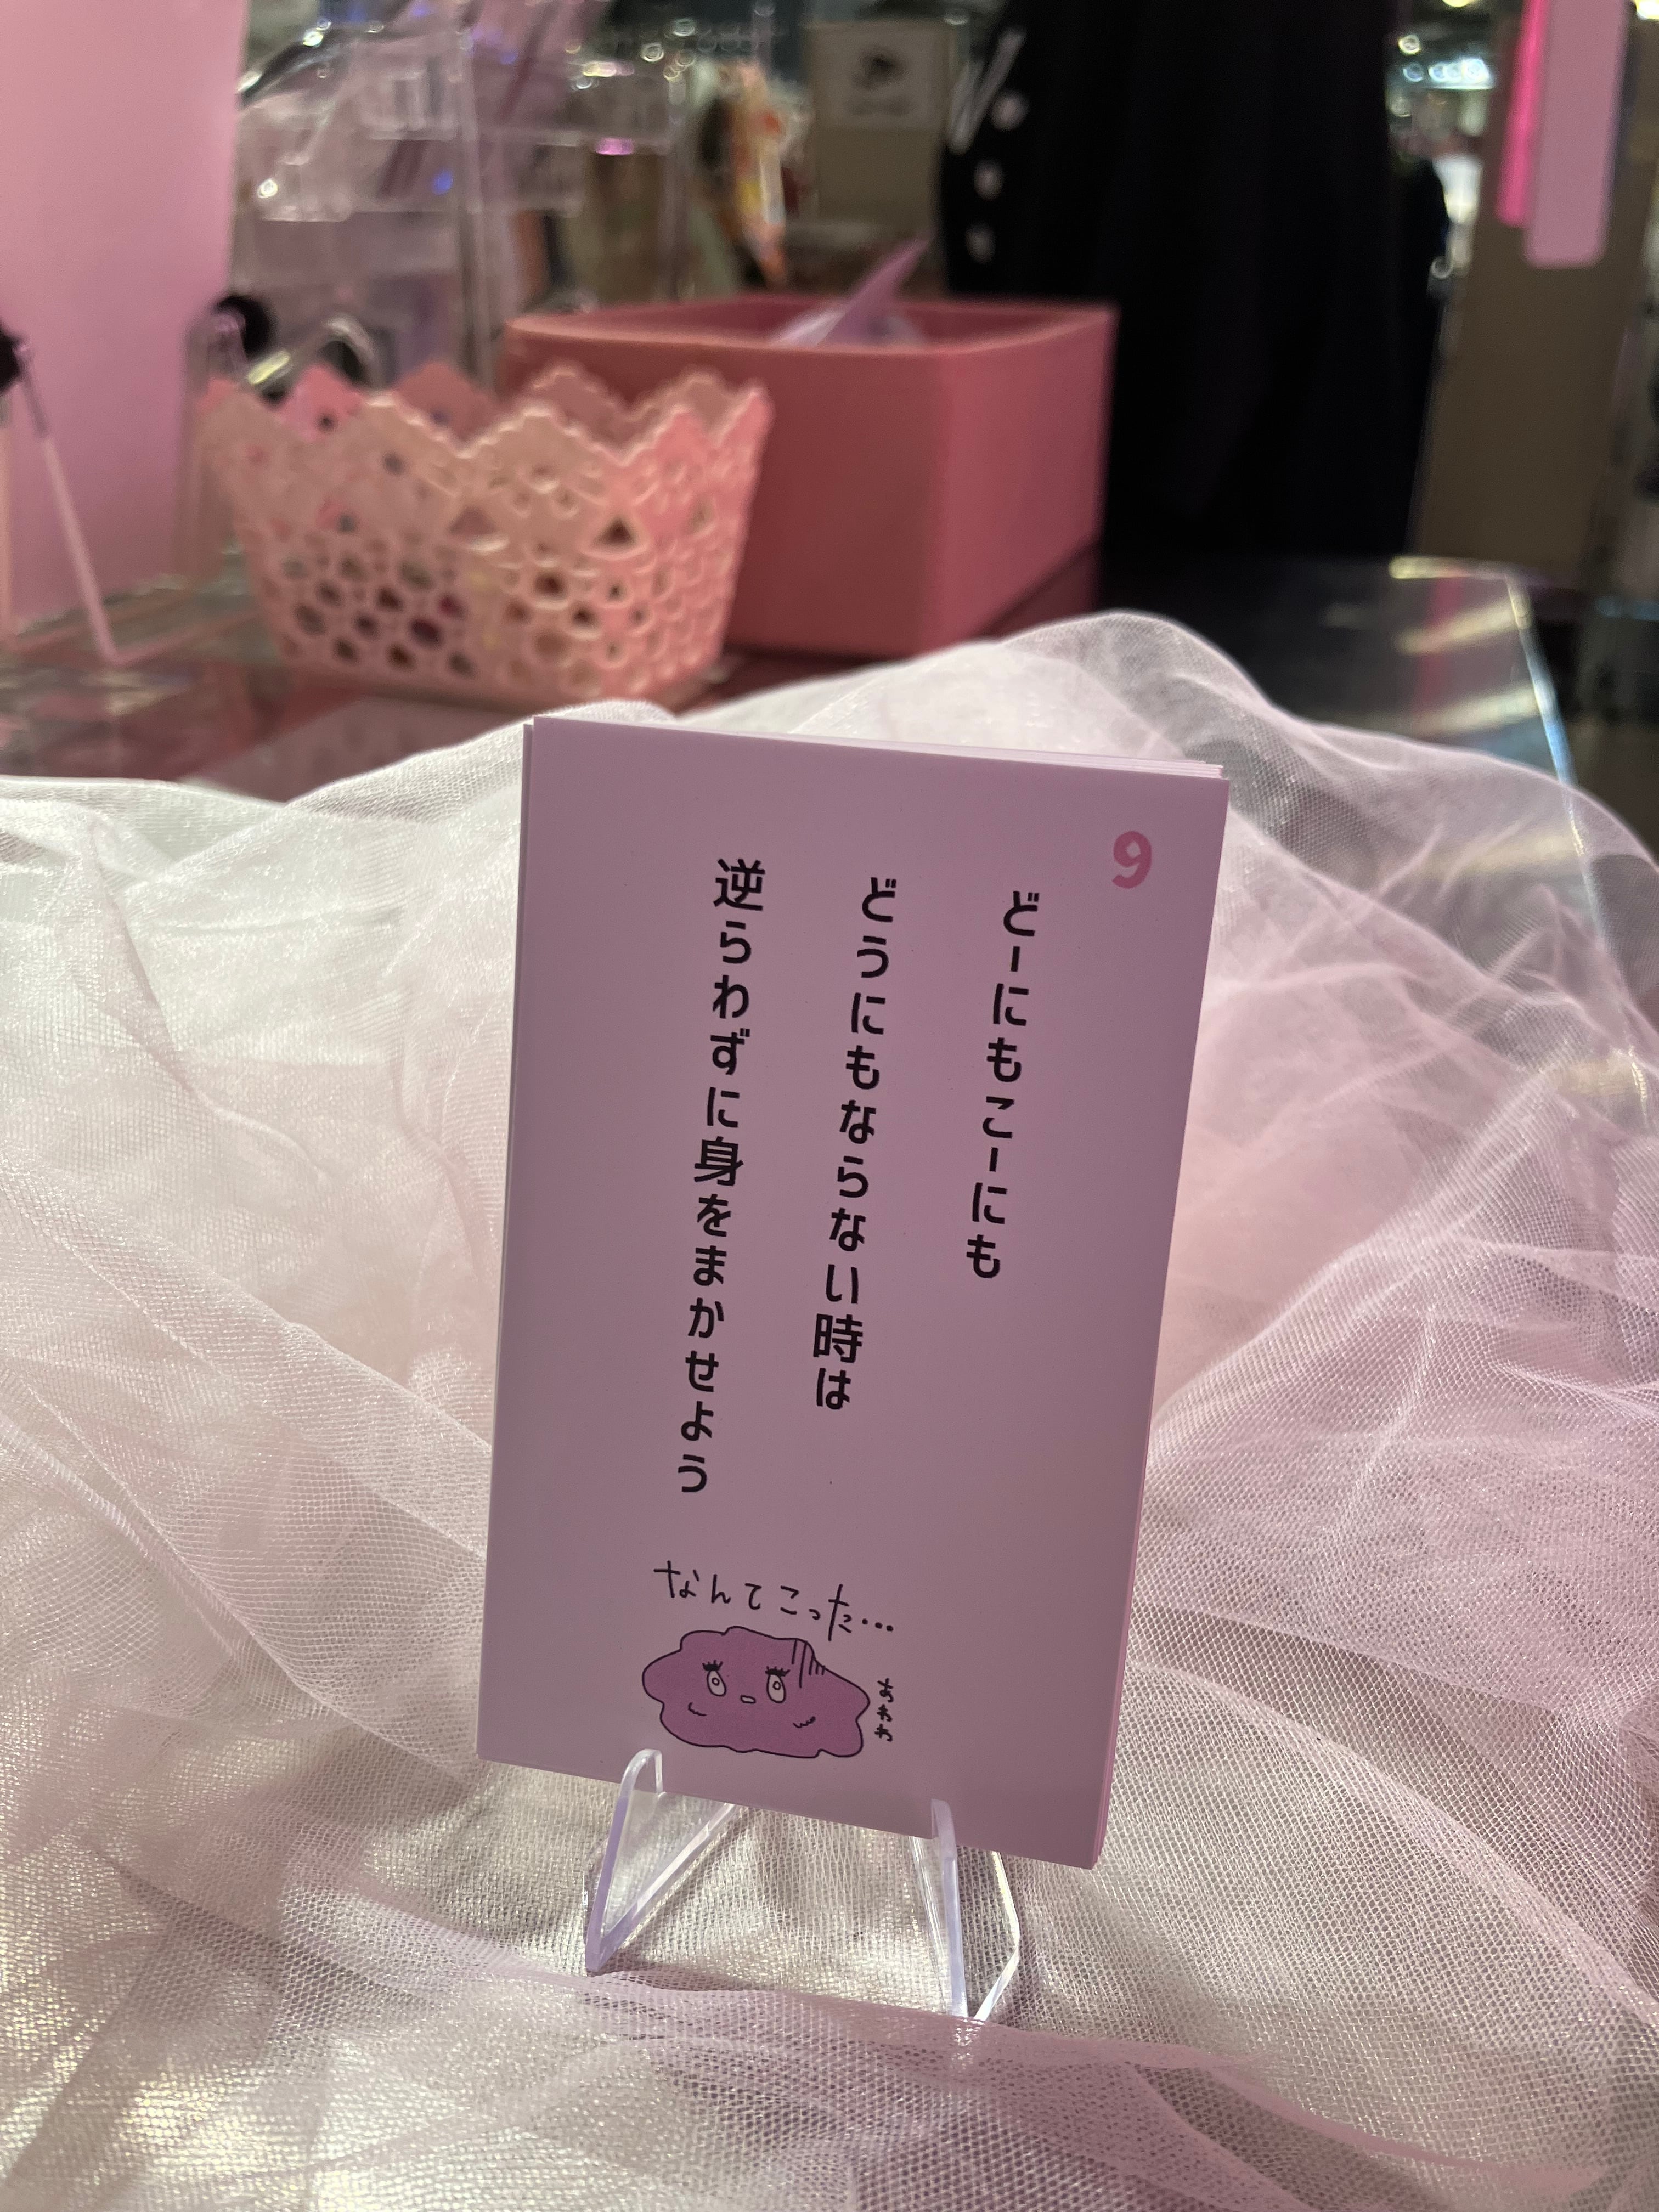 9
どーにもこーにも
どうにもならない時は
逆らわずに身をまかせよう
なんてこった…
あわわ